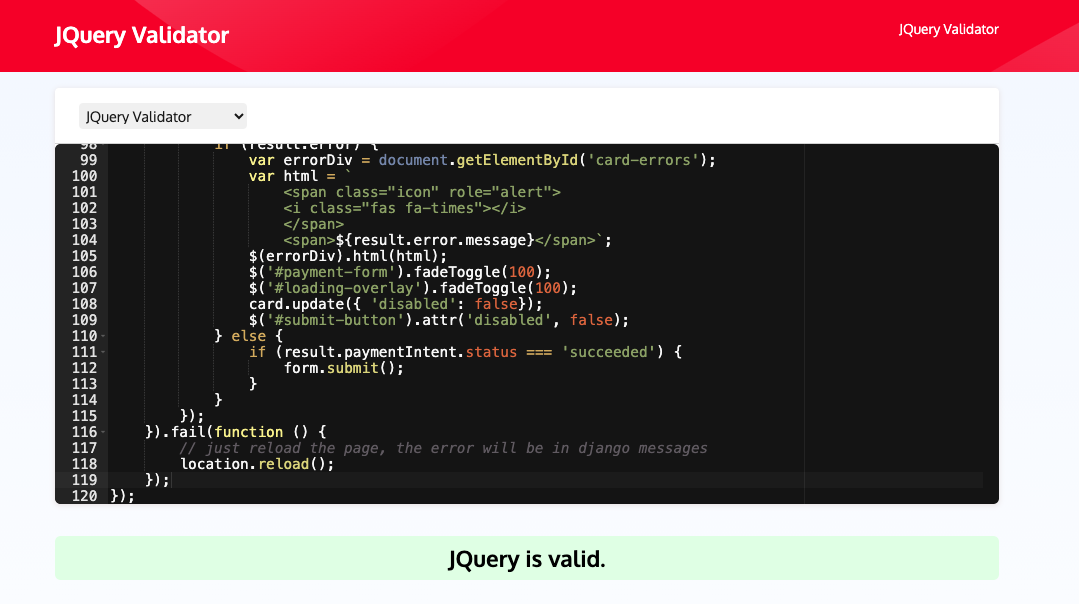 JQuery Validator
JQuery Validator
JQuery Validator
98 if (result.error) {
99 var errorDiv = document.getElementById('card-errors');
100 var html = `
101 <span class="icon" role="alert">
102 <i class="fas fa-times"></i>
103 </span>
104 <span>${result.error.message}</span>`;
105 $(errorDiv).html(html);
106 $('#payment-form').fadeToggle(100);
107 $('#loading-overlay').fadeToggle(100);
108 card.update({ 'disabled': false});
109 $('#submit-button').attr('disabled', false);
110 } else {
111 if (result.paymentIntent.status === 'succeeded') {
112 form.submit();
113 }
114 }
115 });
116 }).fail(function () {
117 // just reload the page, the error will be in django messages
118 location.reload();
119 });
120 });
JQuery is valid.